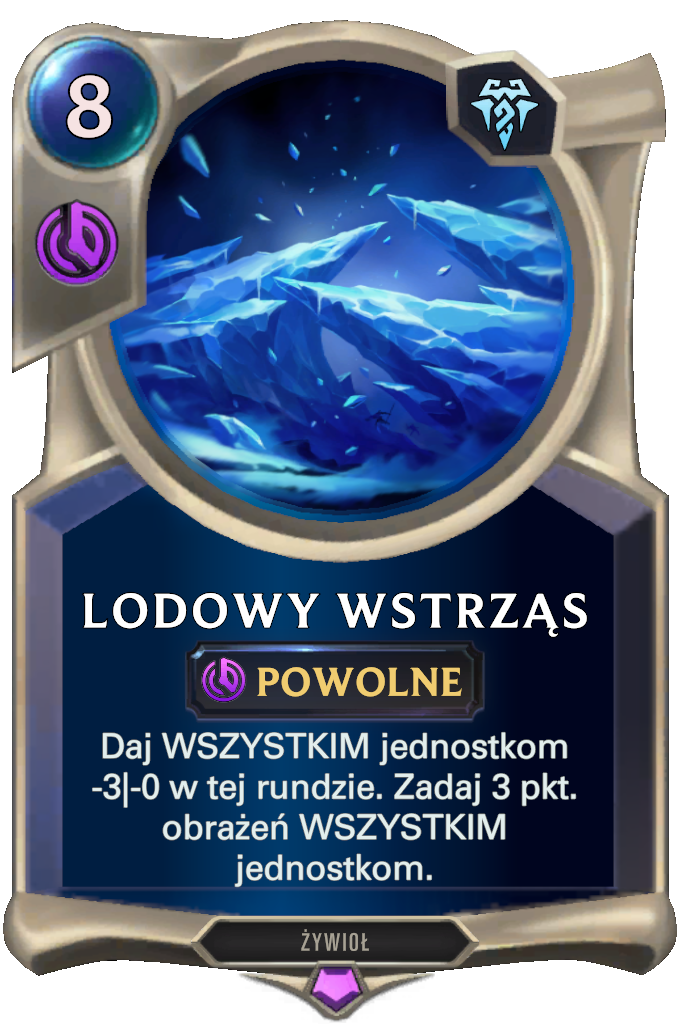 8
LODOWY WSTRZĄS
POWOLNE
Daj WSZYSTKIM jednostkom
-3|-0 w tej rundzie. Zadaj 3 pkt.
obrażeń WSZYSTKIM
jednostkom.
ŻYWIOŁ